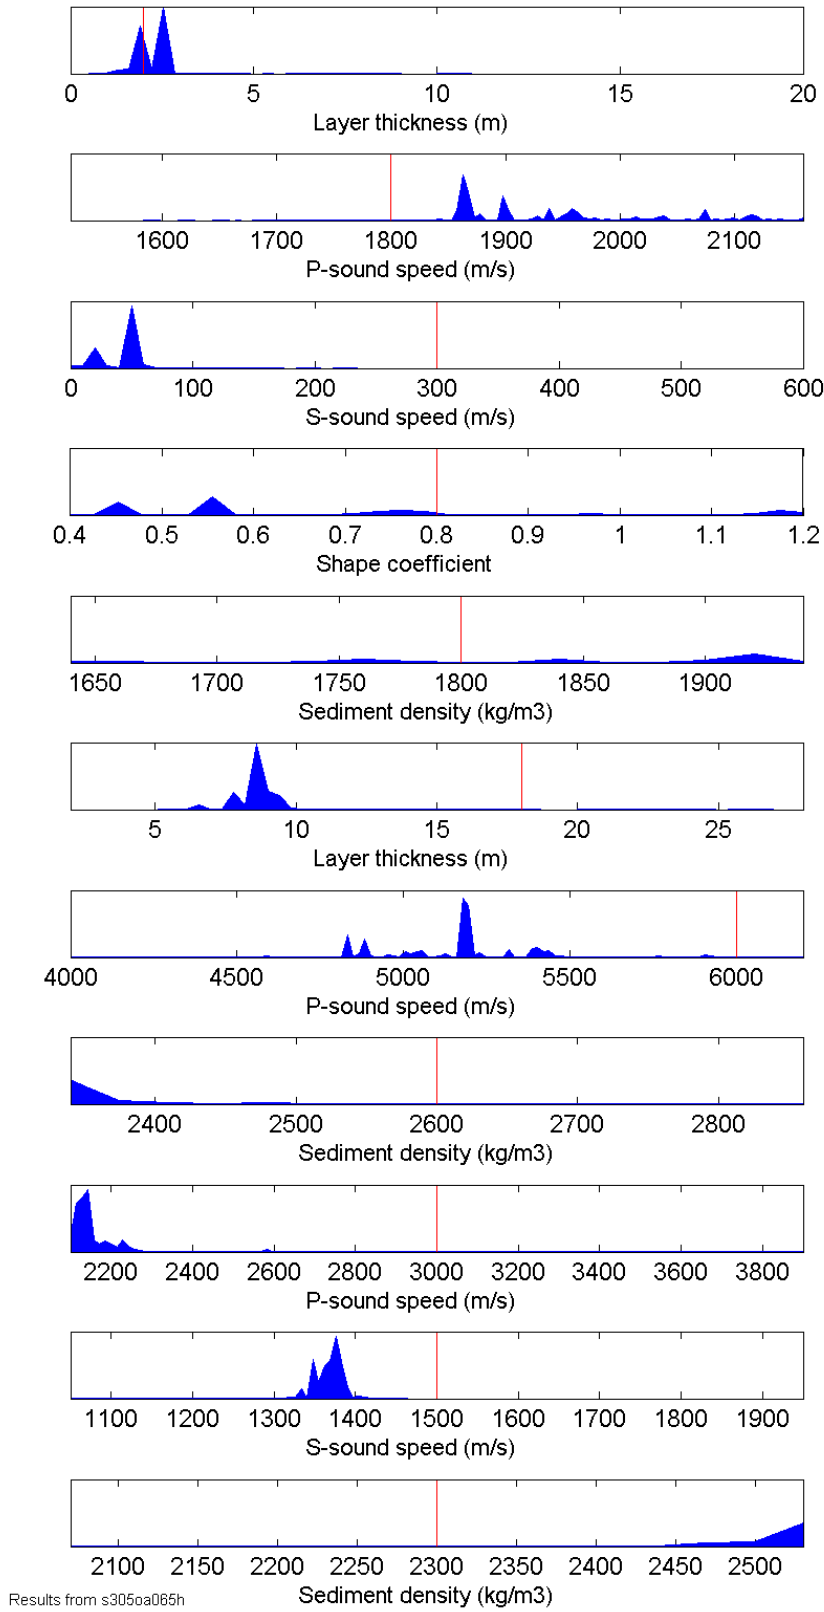 0 5 10 15 20
Layer thickness (m)
1600 1700 1800 1900 2000 2100
P-sound speed (m/s)
0 100 200 300 400 500 600
S-sound speed (m/s)
0.4 0.5 0.6 0.7 0.8 0.9 1 1.1 1.2
Shape coefficient
1650 1700 1750 1800 1850 1900
Sediment density (kg/m3)
5 10 15 20 25
Layer thickness (m)
4000 4500 5000 5500 6000
P-sound speed (m/s)
2400 2500 2600 2700 2800
Sediment density (kg/m3)
2200 2400 2600 2800 3000 3200 3400 3600 3800
P-sound speed (m/s)
1100 1200 1300 1400 1500 1600 1700 1800 1900
S-sound speed (m/s)
2100 2150 2200 2250 2300 2350 2400 2450 2500
Sediment density (kg/m3)
Results from s305oa065h